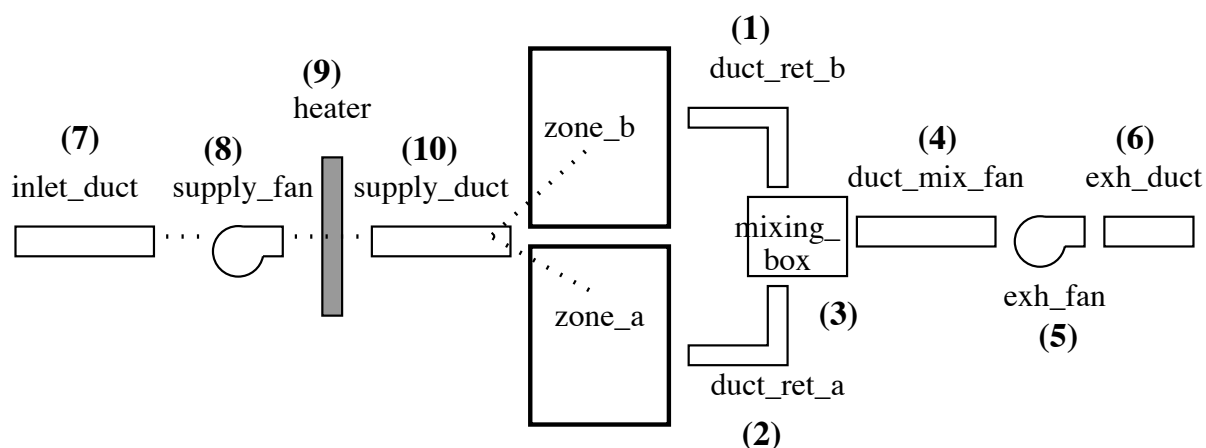 (1)
duct_ret_b
(9)
heater
(7)
inlet_duct
(8)
supply_fan
(10)
supply_duct
zone_b
(4)
duct_mix_fan
(6)
exh_duct
mixing_
box
zone_a
(3)
exh_fan
(5)
duct_ret_a
(2)